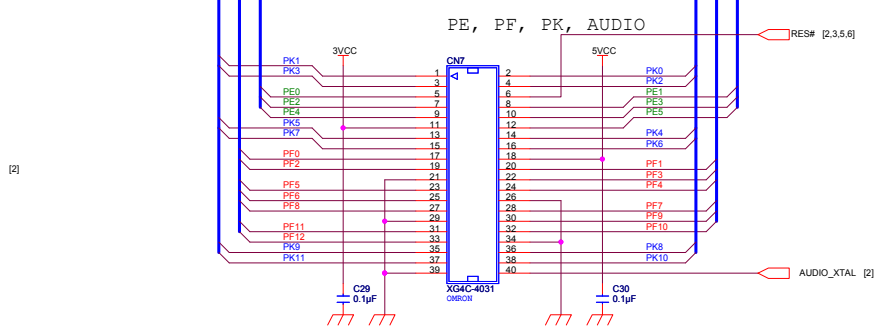 PE, PF, PK, AUDIO
RES# [2,3,5,6]
3VCC 5VCC
CN7
PK1 1 2 PK0
PK3 3 4 PK2
PE0 5 6
PE2 7 8 PE1
PE4 9 10 PE3
11 12 PE5
PK5 13 14 PK4
PK7 15 16 PK6
PF0 17 18
[2] PF2 19 20 PF1
21 22 PF3
PF5 23 24 PF4
PF6 25 26
PF8 27 28 PF7
29 30 PF9
PF11 31 32 PF10
PF12 33 34
PK9 35 36 PK8
PK11 37 38 PK10
39 40 AUDIO_XTAL [2]
C29 XG4C-4031 C30
0.1µF OMRON 0.1µF